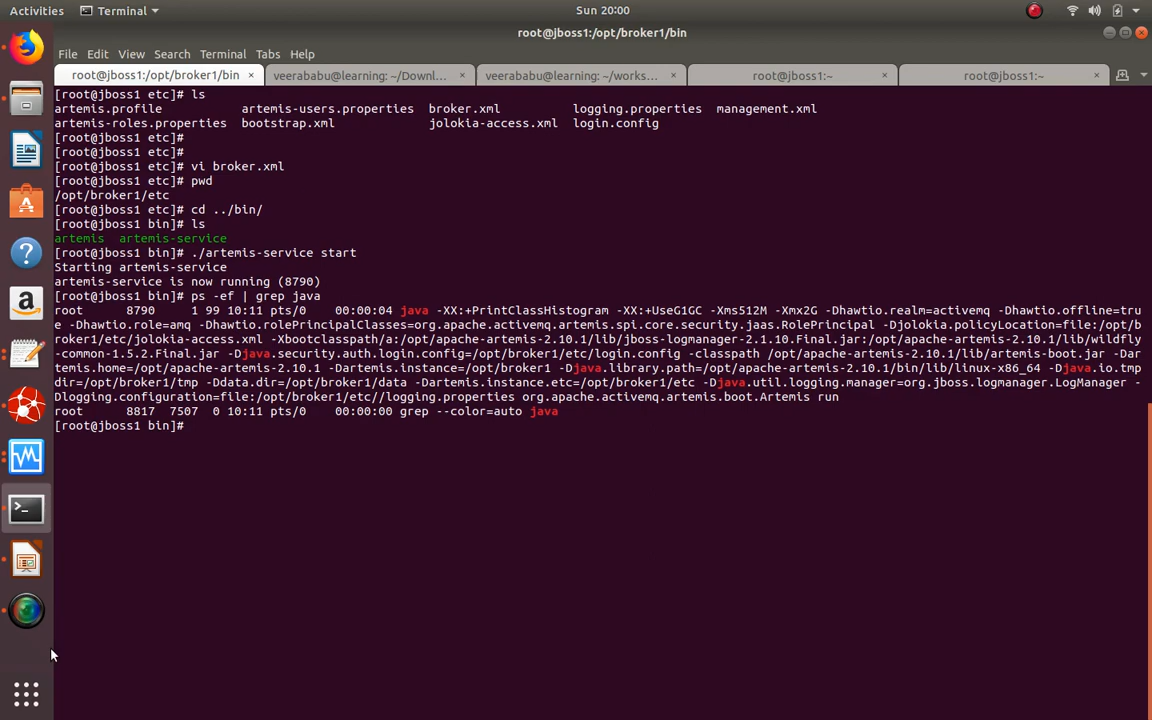 Activities Terminal Sun 20:00
root@jboss1:/opt/broker1/bin
File Edit View Search Terminal Tabs Help
root@jboss1:/opt/broker1/bin × veerababu@learning: ~/Downl... × veerababu@learning: ~/works... × root@jboss1:~ × root@jboss1:~ ×
[root@jboss1 etc]# ls
artemis.profile artemis-users.properties broker.xml logging.properties management.xml
artemis-roles.properties bootstrap.xml jolokia-access.xml login.config
[root@jboss1 etc]#
[root@jboss1 etc]#
[root@jboss1 etc]# vi broker.xml
[root@jboss1 etc]# pwd
/opt/broker1/etc
[root@jboss1 etc]# cd ../bin/
[root@jboss1 bin]# ls
artemis artemis-service
[root@jboss1 bin]# ./artemis-service start
Starting artemis-service
artemis-service is now running (8790)
[root@jboss1 bin]# ps -ef | grep java
root 8790 1 99 10:11 pts/0 00:00:04 java -XX:+PrintClassHistogram -XX:+UseG1GC -Xms512M -Xmx2G -Dhawtio.realm=activemq -Dhawtio.offline=tru
e -Dhawtio.role=amq -Dhawtio.rolePrincipalClasses=org.apache.activemq.artemis.spi.core.security.jaas.RolePrincipal -Djolokia.policyLocation=file:/opt/b
roker1/etc/jolokia-access.xml -Xbootclasspath/a:/opt/apache-artemis-2.10.1/lib/jboss-logmanager-2.1.10.Final.jar:/opt/apache-artemis-2.10.1/lib/wildfly
-common-1.5.2.Final.jar -Djava.security.auth.login.config=/opt/broker1/etc/login.config -classpath /opt/apache-artemis-2.10.1/lib/artemis-boot.jar -Dar
temis.home=/opt/apache-artemis-2.10.1 -Dartemis.instance=/opt/broker1 -Djava.library.path=/opt/apache-artemis-2.10.1/bin/lib/linux-x86_64 -Djava.io.tmp
dir=/opt/broker1/tmp -Ddata.dir=/opt/broker1/data -Dartemis.instance.etc=/opt/broker1/etc -Djava.util.logging.manager=org.jboss.logmanager.LogManager -
Dlogging.configuration=file:/opt/broker1/etc//logging.properties org.apache.activemq.artemis.boot.Artemis run
root 8817 7507 0 10:11 pts/0 00:00:00 grep --color=auto java
[root@jboss1 bin]#